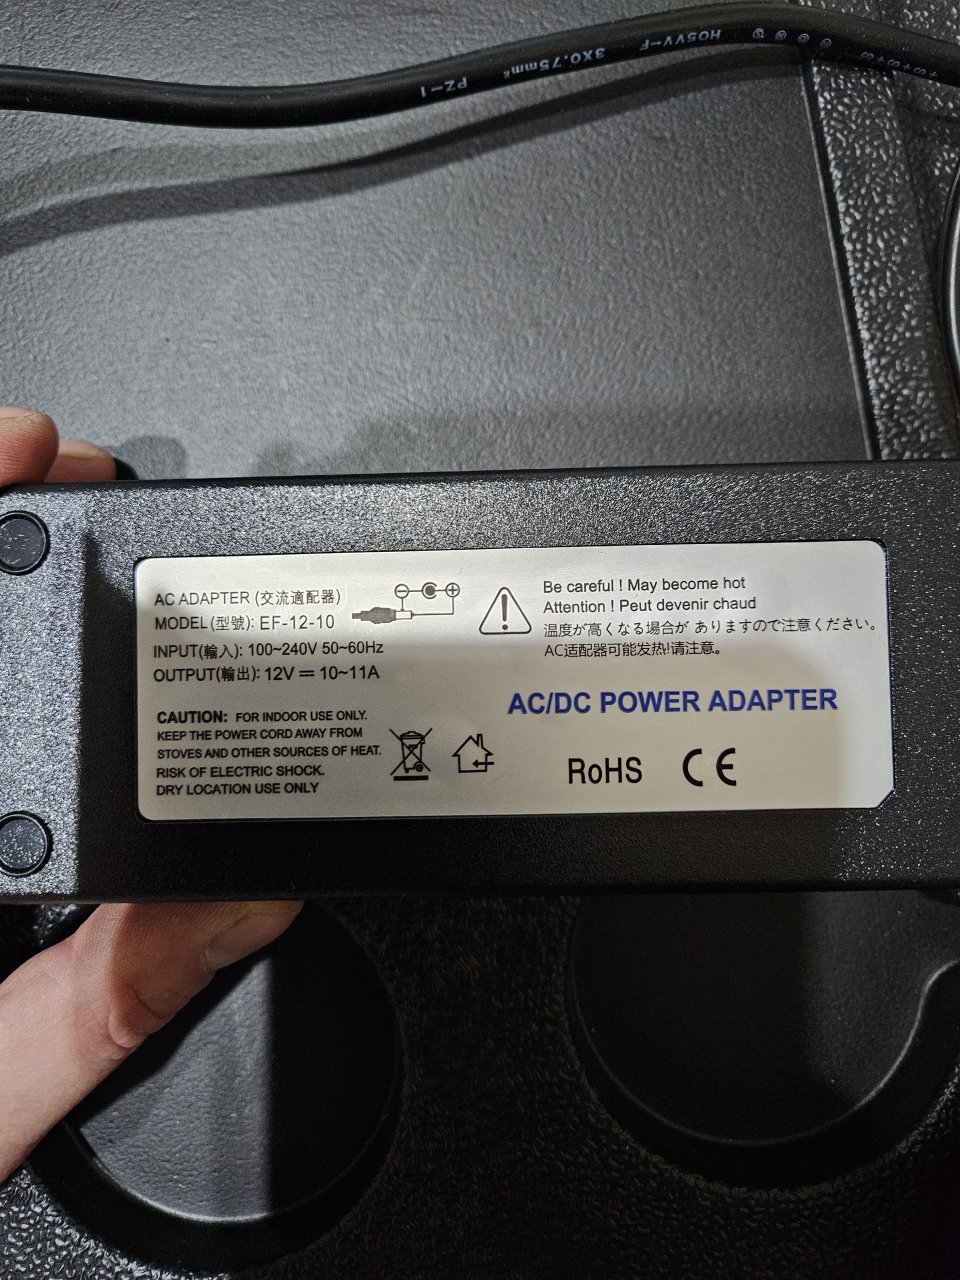 PZ-1 3X0.75mm² H05VV-F
AC ADAPTER (交流適配器)
MODEL (型號): EF-12-10
INPUT(輸入): 100~240V 50~60Hz
OUTPUT(輸出): 12V ⎓ 10~11A
CAUTION: FOR INDOOR USE ONLY.
KEEP THE POWER CORD AWAY FROM
STOVES AND OTHER SOURCES OF HEAT.
RISK OF ELECTRIC SHOCK.
DRY LOCATION USE ONLY
Be careful ! May become hot
Attention ! Peut devenir chaud
温度が高くなる場合が ありますので注意ください。
AC适配器可能发热!请注意。
AC/DC POWER ADAPTER
RoHS CE